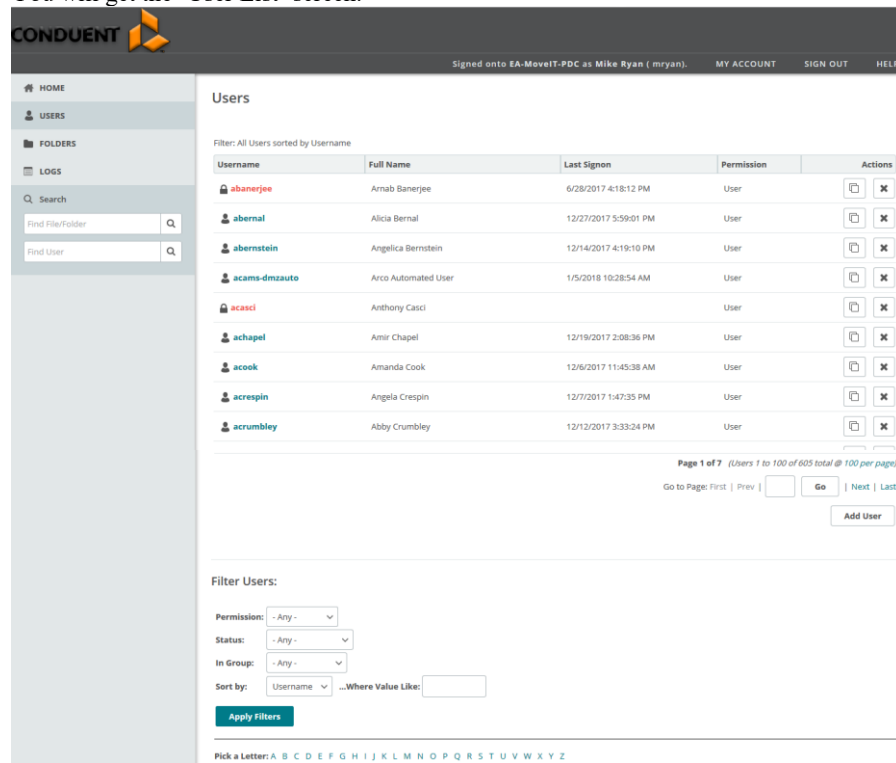 You will get the "User List" screen.
CONDUENT
Signed onto EA-MoveIT-PDC as Mike Ryan ( mryan). MY ACCOUNT SIGN OUT HELP
HOME
USERS
FOLDERS
LOGS
Search
Find File/Folder
Find User
Users
Filter: All Users sorted by Username
Username Full Name Last Signon Permission Actions
abanerjee Arnab Banerjee 6/28/2017 4:18:12 PM User
abernal Alicia Bernal 12/27/2017 5:59:01 PM User
abernstein Angelica Bernstein 12/14/2017 4:19:10 PM User
acams-dmzauto Arco Automated User 1/5/2018 10:28:54 AM User
acasci Anthony Casci User
achapel Amir Chapel 12/19/2017 2:08:36 PM User
acook Amanda Cook 12/6/2017 11:45:38 AM User
acrespin Angela Crespin 12/7/2017 1:47:35 PM User
acrumbley Abby Crumbley 12/12/2017 3:33:24 PM User
Page 1 of 7 (Users 1 to 100 of 605 total @ 100 per page)
Go to Page: First | Prev | Go | Next | Last
Add User
Filter Users:
Permission: - Any -
Status: - Any -
In Group: - Any -
Sort by: Username ...Where Value Like:
Apply Filters
Pick a Letter: A B C D E F G H I J K L M N O P Q R S T U V W X Y Z